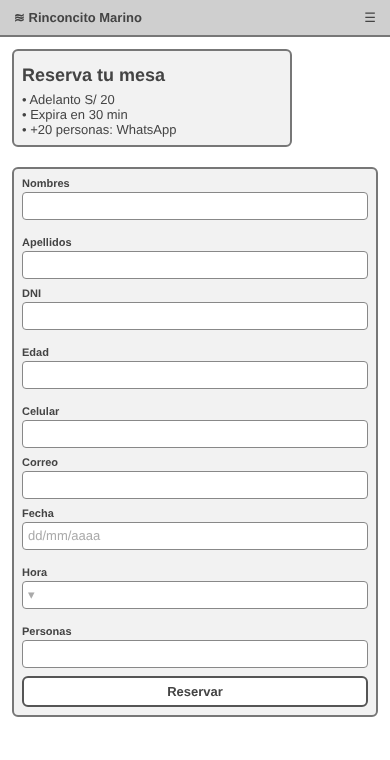 ≋ Rinconcito Marino ☰
Reserva tu mesa
• Adelanto S/ 20
• Expira en 30 min
• +20 personas: WhatsApp
Nombres
Apellidos
DNI
Edad
Celular
Correo
Fecha
dd/mm/aaaa
Hora
▾
Personas
Reservar